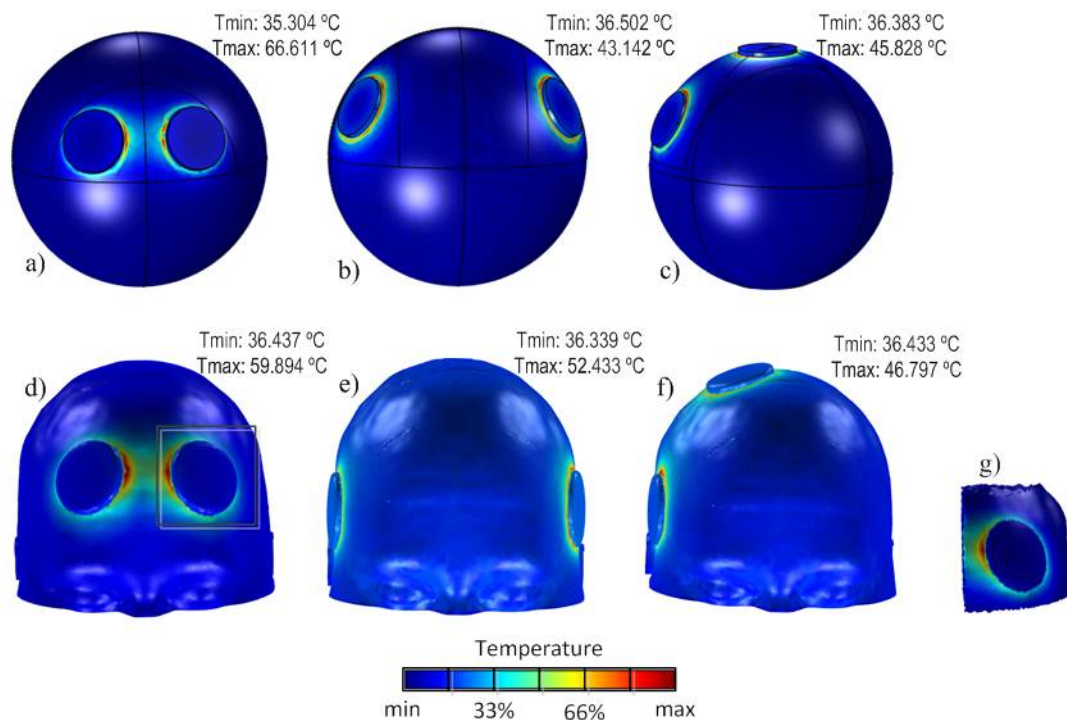 Tmin: 35.304 ºC
Tmax: 66.611 ºC
Tmin: 36.502 ºC
Tmax: 43.142 ºC
Tmin: 36.383 ºC
Tmax: 45.828 ºC
a)
b)
c)
Tmin: 36.437 ºC
Tmax: 59.894 ºC
Tmin: 36.339 ºC
Tmax: 52.433 ºC
Tmin: 36.433 ºC
Tmax: 46.797 ºC
d)
e)
f)
g)
Temperature
min 33% 66% max